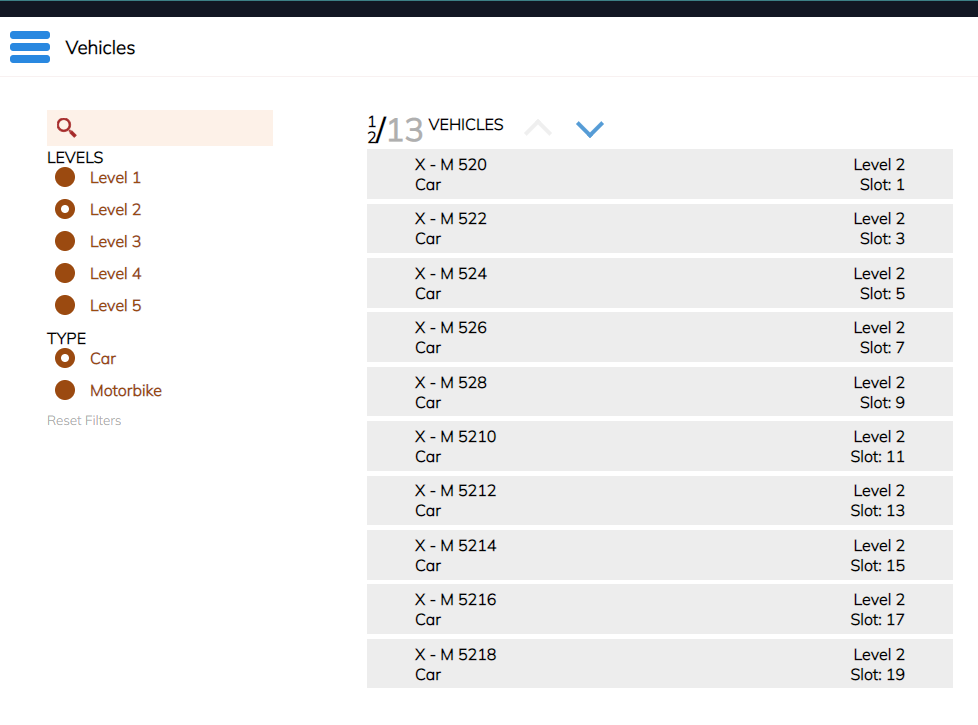 Vehicles
LEVELS
Level 1
Level 2
Level 3
Level 4
Level 5
TYPE
Car
Motorbike
Reset Filters
1/2/13 VEHICLES
X - M 520 Level 2
Car Slot: 1
X - M 522 Level 2
Car Slot: 3
X - M 524 Level 2
Car Slot: 5
X - M 526 Level 2
Car Slot: 7
X - M 528 Level 2
Car Slot: 9
X - M 5210 Level 2
Car Slot: 11
X - M 5212 Level 2
Car Slot: 13
X - M 5214 Level 2
Car Slot: 15
X - M 5216 Level 2
Car Slot: 17
X - M 5218 Level 2
Car Slot: 19